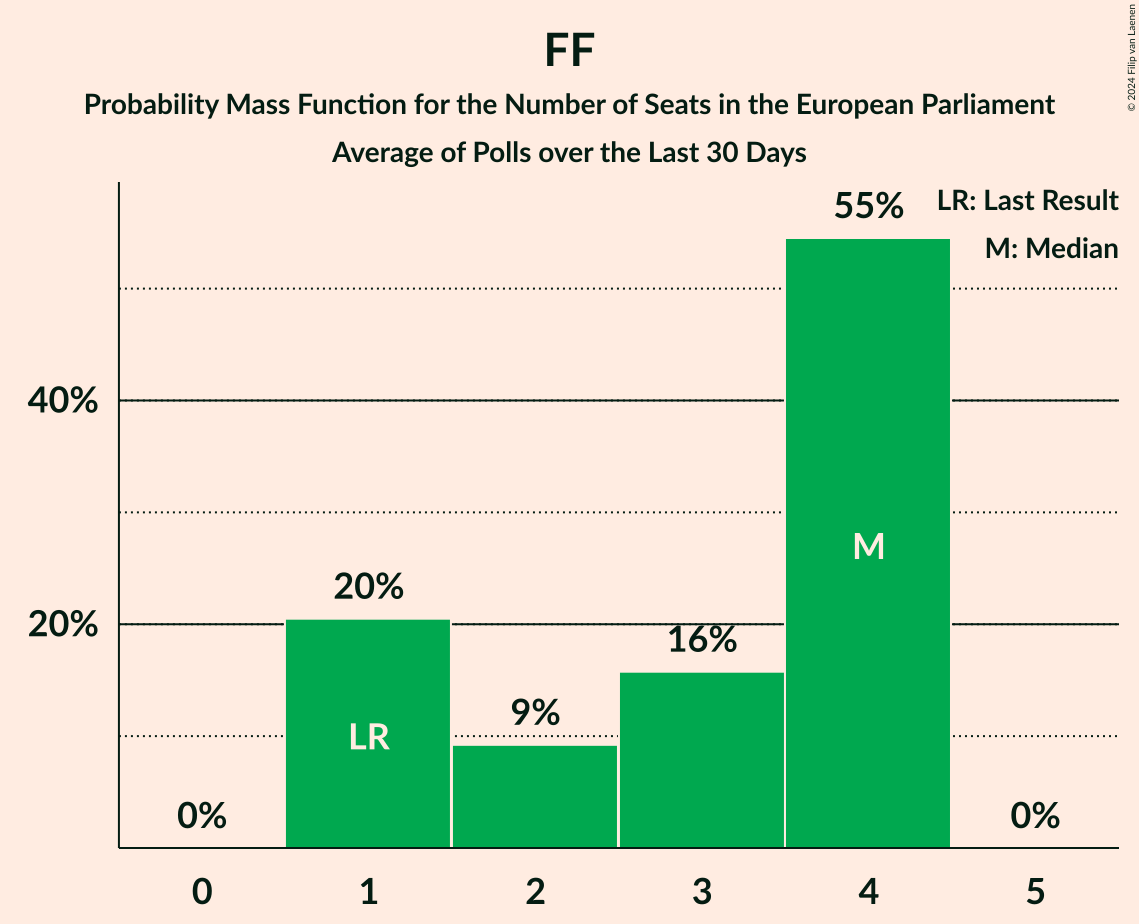 FF
Probability Mass Function for the Number of Seats in the European Parliament
Average of Polls over the Last 30 Days
© 2024 Filip van Laenen
LR: Last Result
M: Median
55%
40%
M
20%
20%
16%
LR
9%
0%
0%
0 1 2 3 4 5